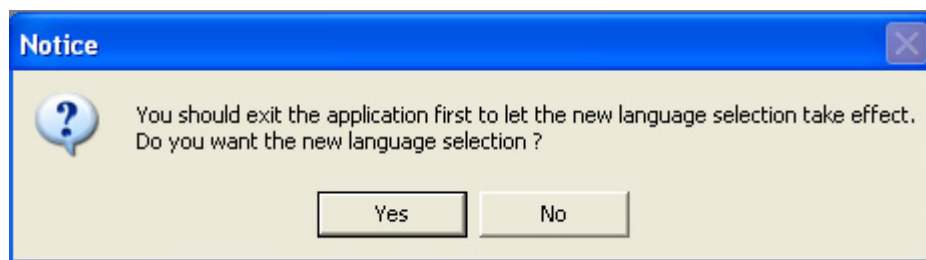 Notice
You should exit the application first to let the new language selection take effect.
Do you want the new language selection ?
Yes No